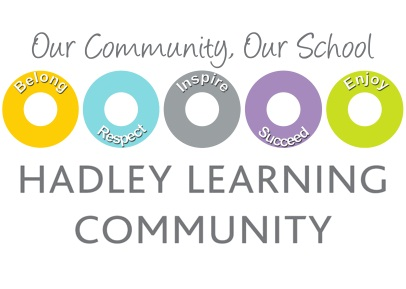 Our Community, Our School
Belong Respect Inspire Succeed Enjoy
HADLEY LEARNING
COMMUNITY